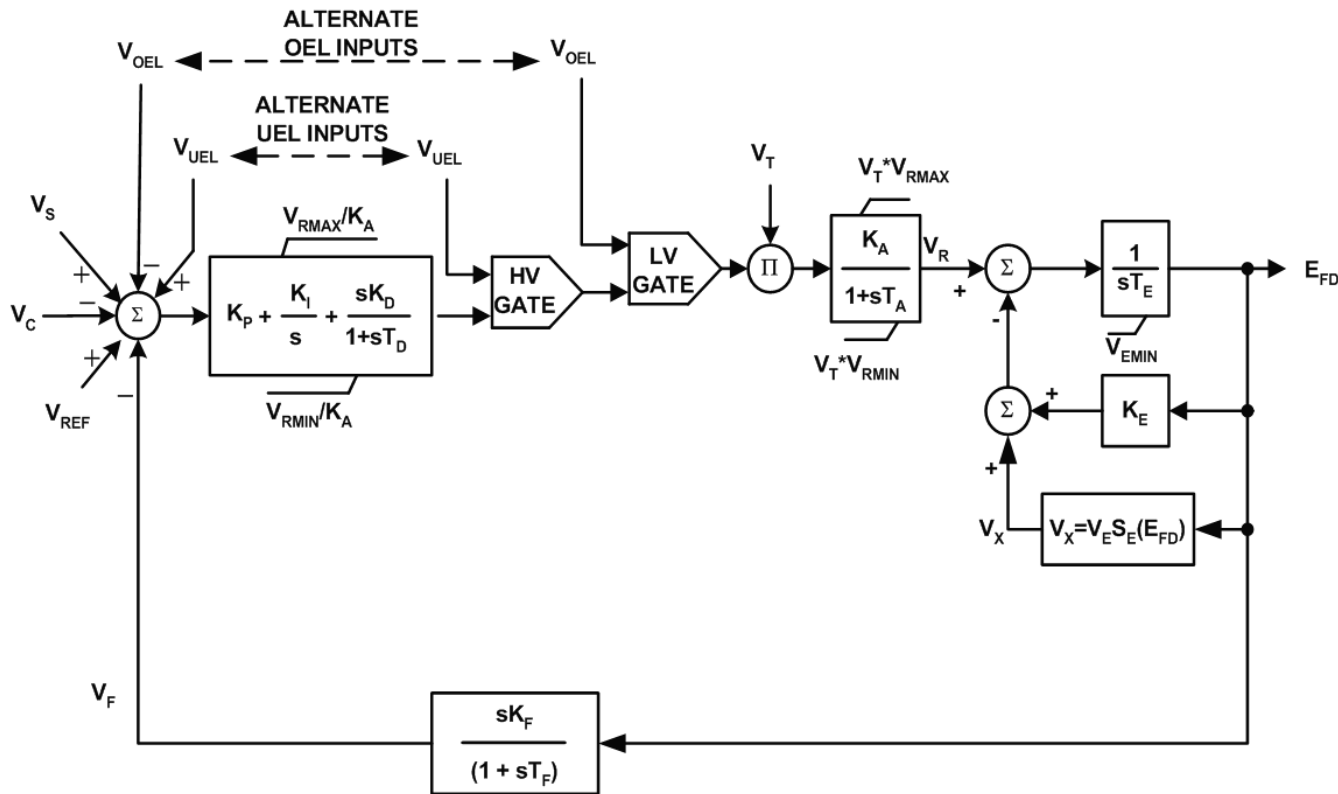 ALTERNATE
OEL INPUTS
V_OEL
V_OEL
ALTERNATE
UEL INPUTS
V_UEL
V_UEL
V_T
V_T*V_RMAX
V_S
V_RMAX/K_A
+
−
+
−
+
−
V_C
Σ
V_REF
K_P + K_I/s + sK_D/1+sT_D
V_RMIN/K_A
HV
GATE
LV
GATE
Π
K_A/1+sT_A
V_T*V_RMIN
V_R
+
Σ
-
1/sT_E
V_EMIN
E_FD
Σ
+
K_E
+
V_X
V_X=V_E S_E(E_FD)
V_F
sK_F/(1 + sT_F)